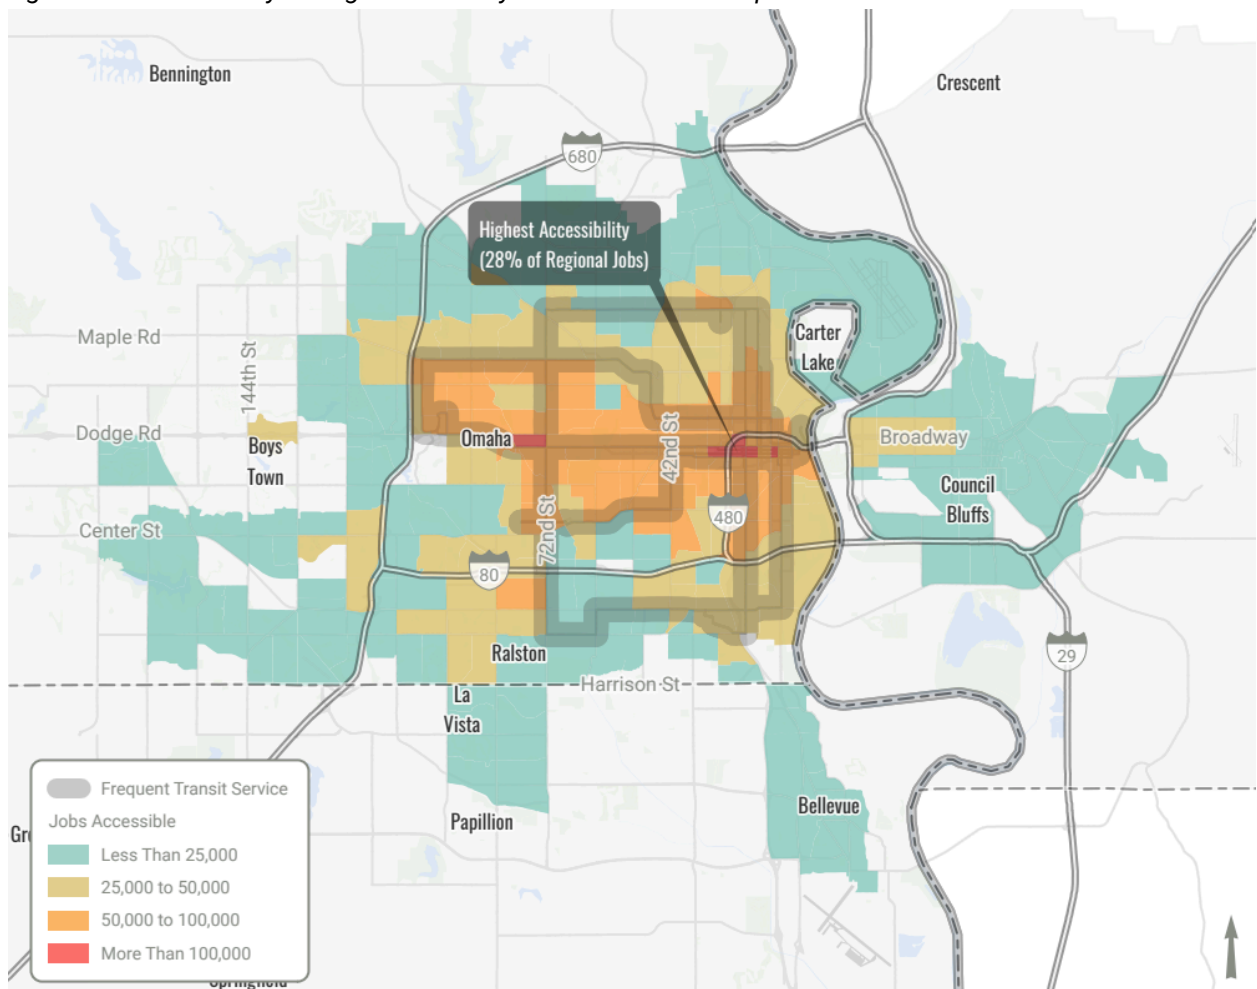 Bennington
Crescent
680
Highest Accessibility
(28% of Regional Jobs)
Maple Rd
144th St
Carter
Lake
Dodge Rd
Omaha
42nd St
Broadway
Boys
Town
Council
Bluffs
Center St
72nd St
480
80
Ralston
29
Harrison St
La
Vista
Bellevue
Papillion
Frequent Transit Service
Jobs Accessible
Less Than 25,000
25,000 to 50,000
50,000 to 100,000
More Than 100,000